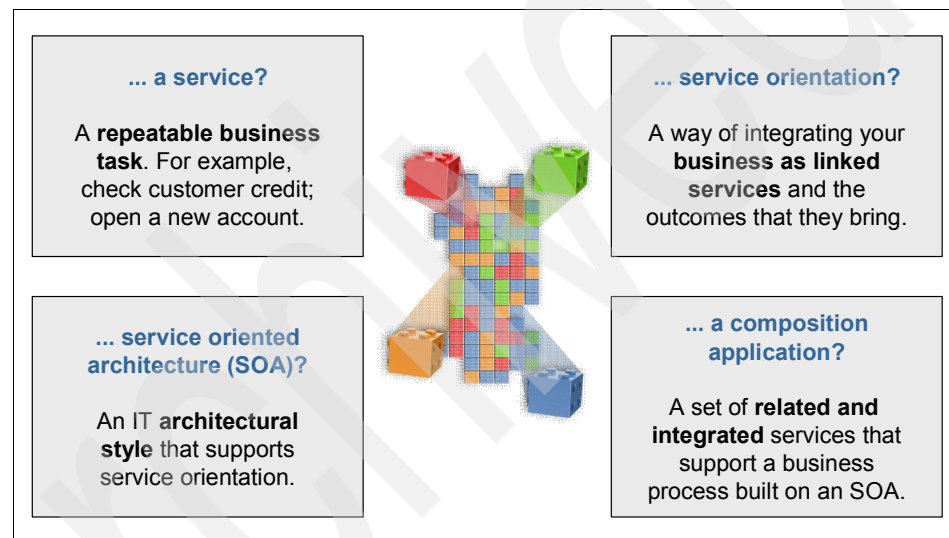 ... a service?
A repeatable business
task. For example,
check customer credit;
open a new account.
... service orientation?
A way of integrating your
business as linked
services and the
outcomes that they bring.
... service oriented
architecture (SOA)?
An IT architectural
style that supports
service orientation.
... a composition
application?
A set of related and
integrated services that
support a business
process built on an SOA.